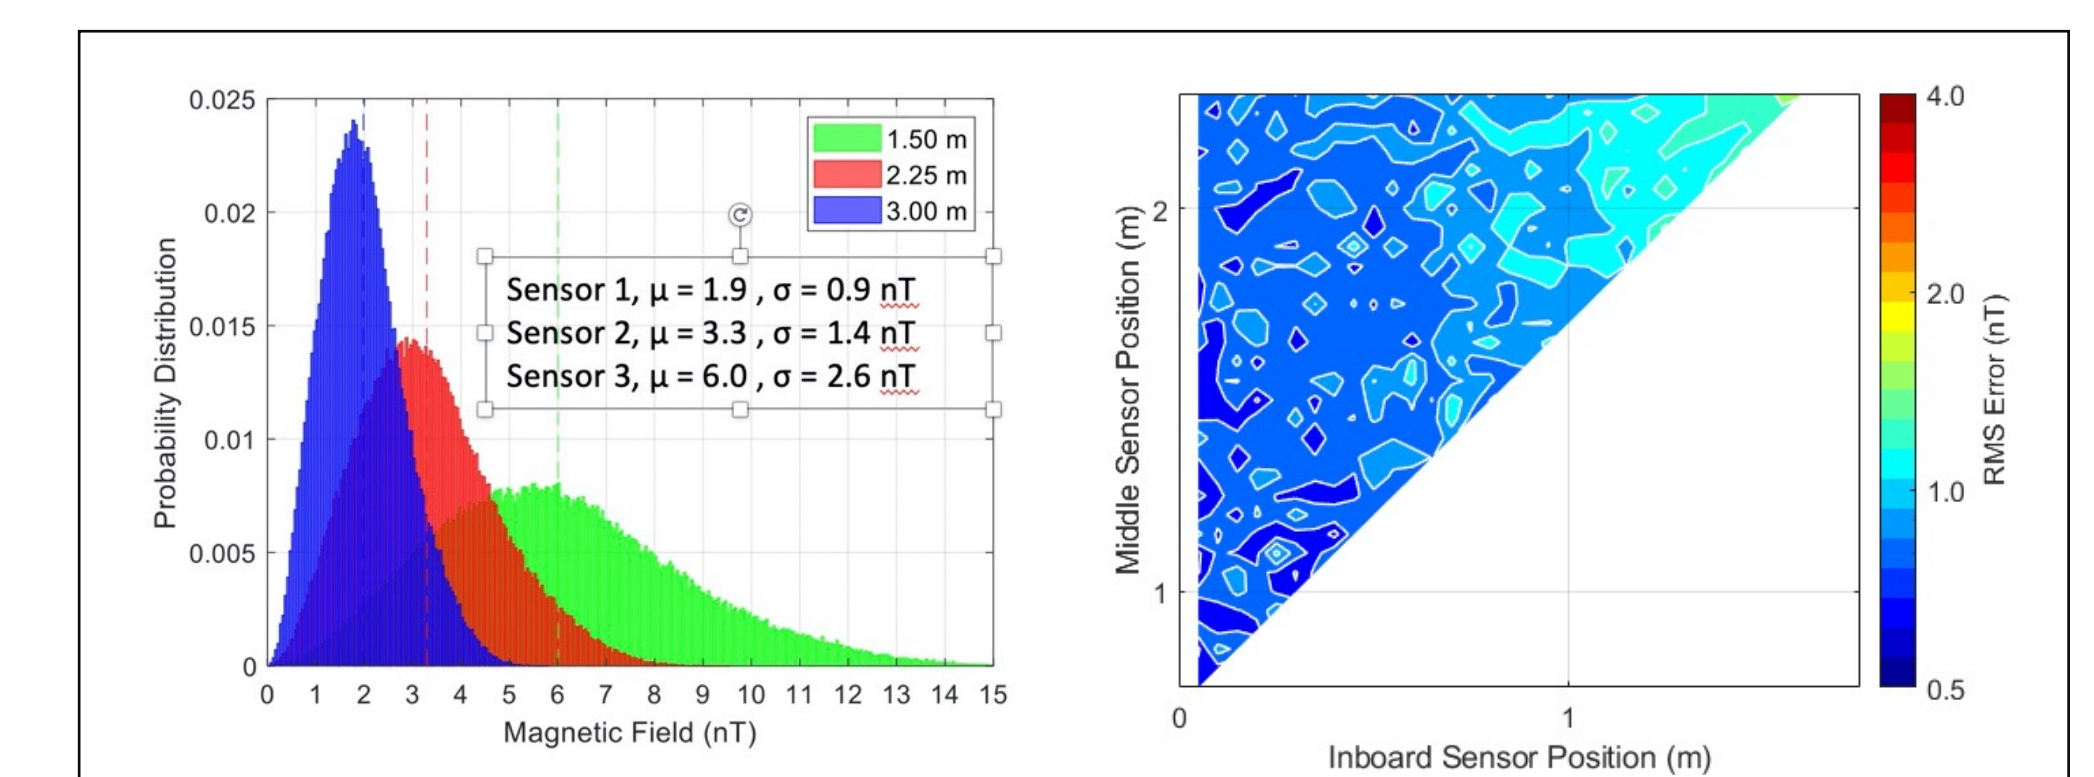 0.025
0.02
0.015
0.01
0.005
0
Probability Distribution
1.50 m
2.25 m
3.00 m
Sensor 1, μ = 1.9 , σ = 0.9 nT
Sensor 2, μ = 3.3 , σ = 1.4 nT
Sensor 3, μ = 6.0 , σ = 2.6 nT
0 1 2 3 4 5 6 7 8 9 10 11 12 13 14 15
Magnetic Field (nT)
Middle Sensor Position (m)
2
1
0 1
Inboard Sensor Position (m)
4.0
2.0
1.0
0.5
RMS Error (nT)